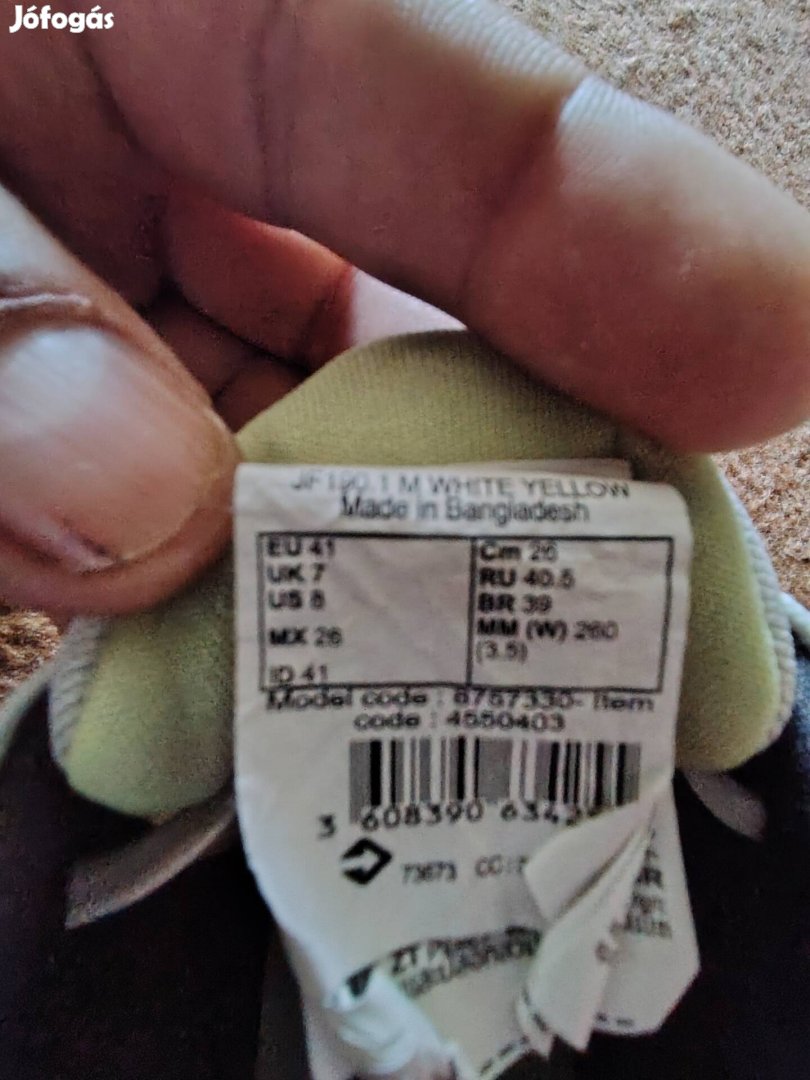 Jófogás
JF190.1 M WHITE YELLOW
Made in Bangladesh
EU 41
UK 7
US 8
MX 26
ID 41
Cm 26
RU 40.5
BR 39
MM (W) 260
(3.5)
Model code : 8757330- Item
code : 4550403
3 608390 6342
73673